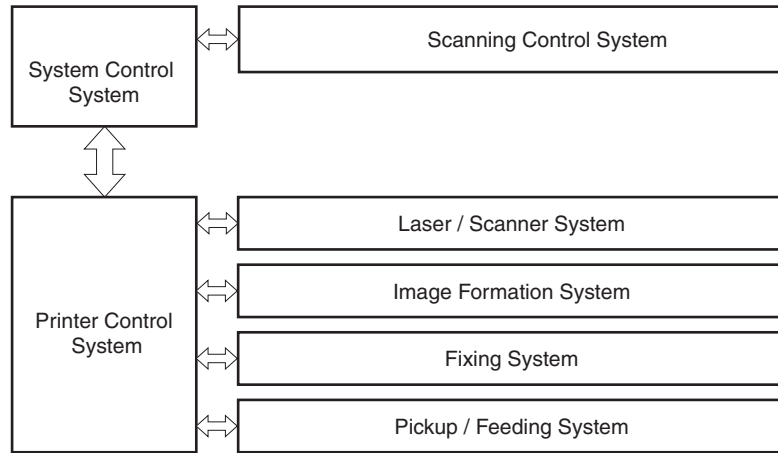 System Control
System
Scanning Control System
Printer Control
System
Laser / Scanner System
Image Formation System
Fixing System
Pickup / Feeding System